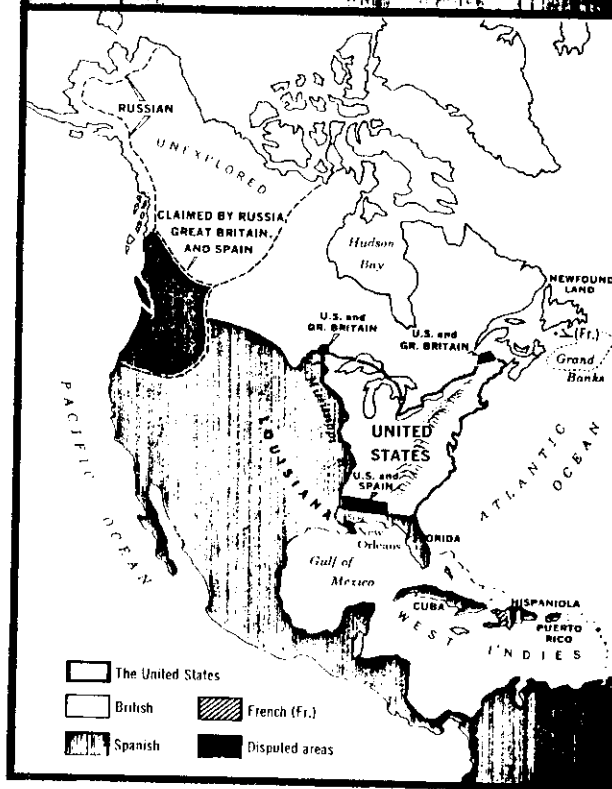 RUSSIAN
UNEXPLORED
CLAIMED BY RUSSIA,
GREAT BRITAIN,
AND SPAIN
Hudson
Bay
NEWFOUND
LAND
(Fr.)
Grand
Banks
U.S. and
GR. BRITAIN
U.S. and
GR. BRITAIN
Mississippi
UNITED
STATES
LOUISIANA
U.S. and
SPAIN
PACIFIC
OCEAN
ATLANTIC
OCEAN
New
Orleans
FLORIDA
Gulf of
Mexico
CUBA
HISPANIOLA
PUERTO
RICO
WEST INDIES
The United States
British
French (Fr.)
Spanish
Disputed areas